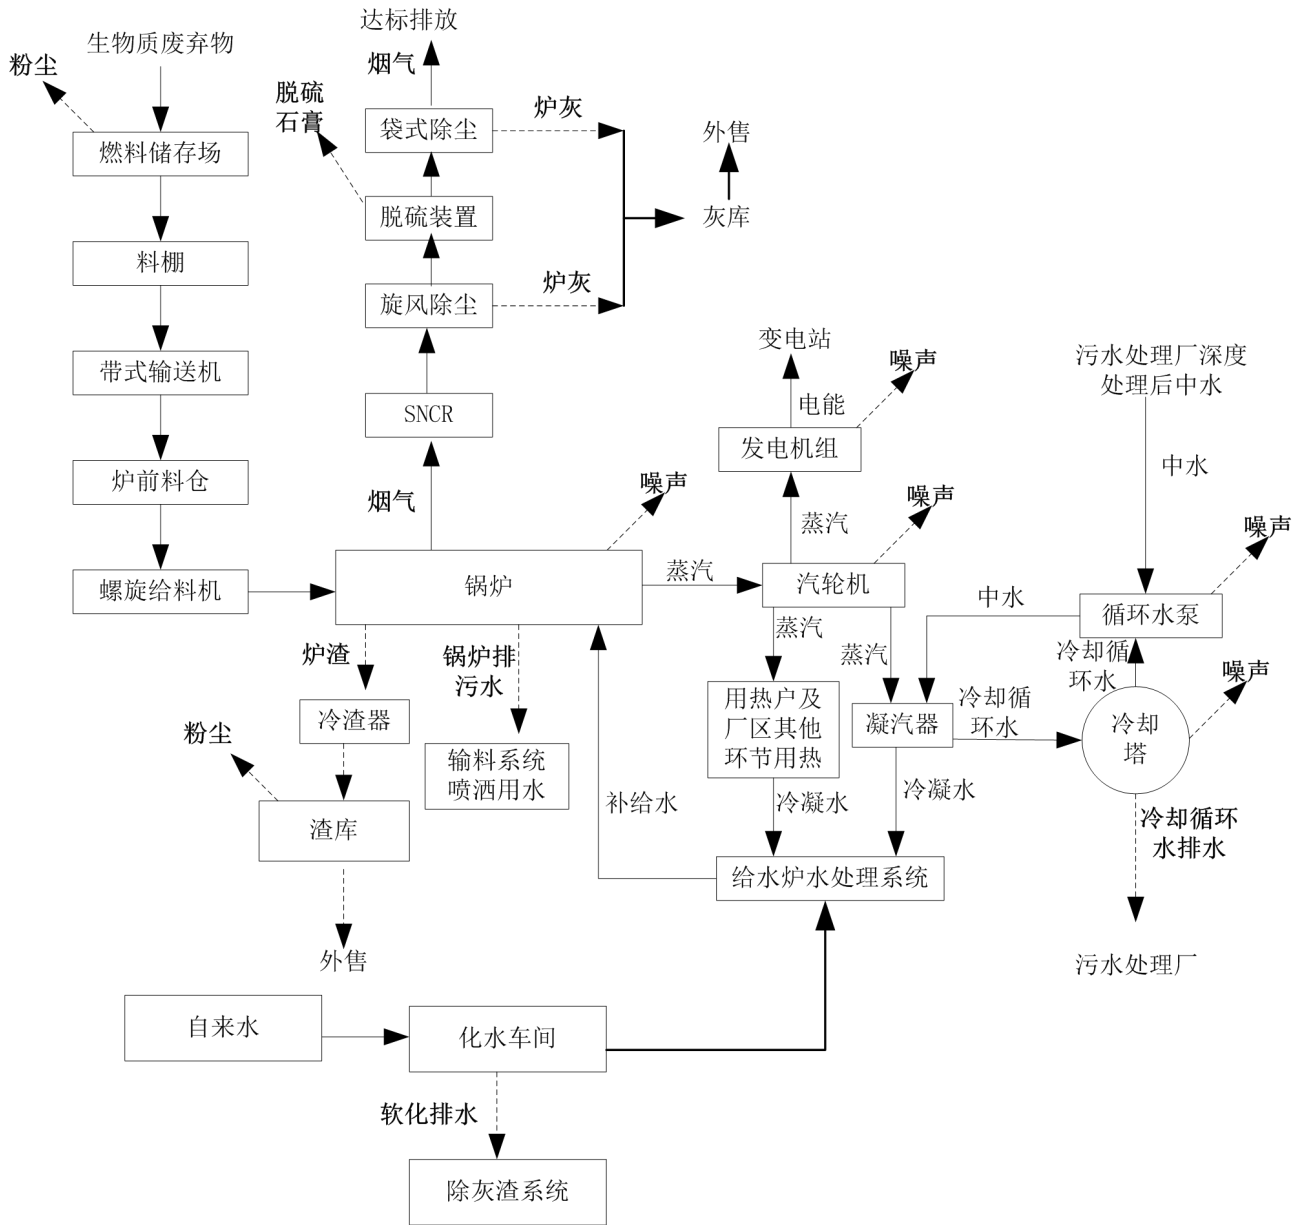 达标排放
生物质废弃物
烟气
粉尘
脱硫
石膏
炉灰
袋式除尘
外售
燃料储存场
脱硫装置
灰库
料棚
炉灰
旋风除尘
变电站
噪声
污水处理厂深度
处理后中水
带式输送机
电能
SNCR
发电机组
中水
炉前料仓
噪声
烟气
噪声
蒸汽
噪声
蒸汽
锅炉
汽轮机
螺旋给料机
中水
循环水泵
蒸汽
炉渣
锅炉排
污水
蒸汽
冷却循
环水
噪声
用热户及
厂区其他
环节用热
冷却循
环水
冷渣器
凝汽器
冷却
塔
粉尘
输料系统
喷洒用水
冷凝水
补给水
冷凝水
渣库
冷却循环
水排水
给水炉水处理系统
外售
污水处理厂
自来水
化水车间
软化排水
除灰渣系统